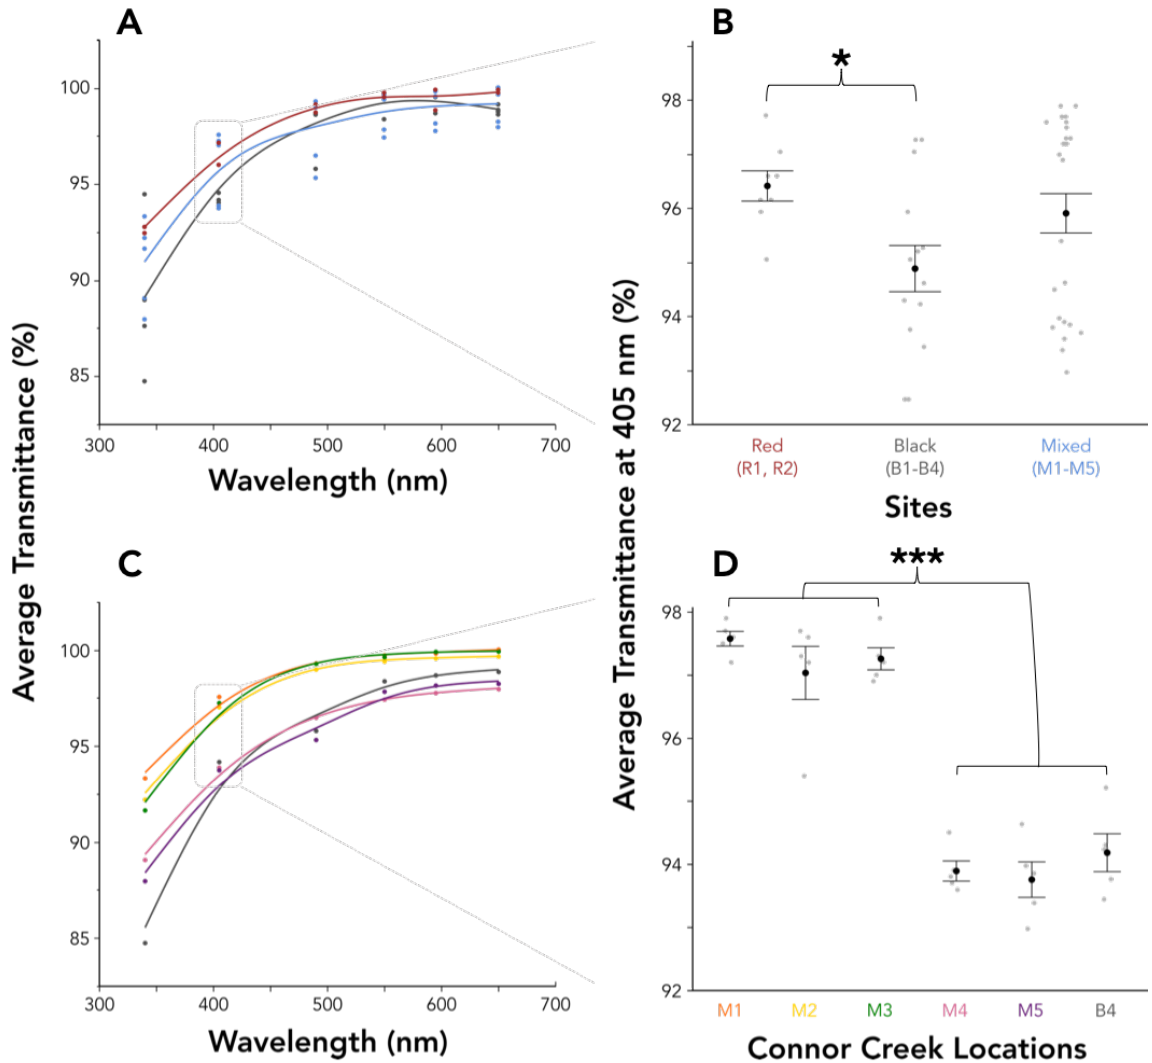 A
100
95
90
85
300
400
500
600
700
Wavelength (nm)
Average Transmittance (%)
B
*
98
96
94
92
Red
(R1, R2)
Black
(B1-B4)
Mixed
(M1-M5)
Sites
Average Transmittance at 405 nm (%)
C
100
95
90
85
300
400
500
600
700
Wavelength (nm)
D
***
98
96
94
92
M1
M2
M3
M4
M5
B4
Connor Creek Locations